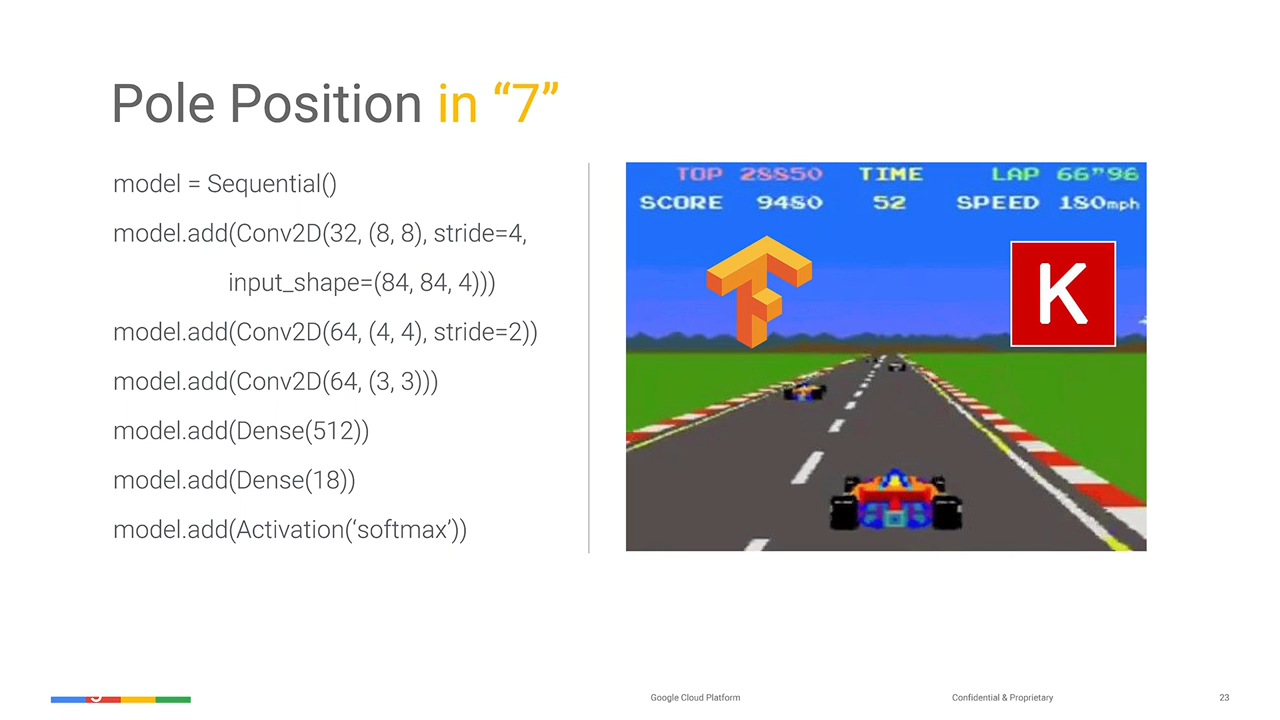 Pole Position in “7”
model = Sequential()
model.add(Conv2D(32, (8, 8), stride=4,
input_shape=(84, 84, 4)))
model.add(Conv2D(64, (4, 4), stride=2))
model.add(Conv2D(64, (3, 3)))
model.add(Dense(512))
model.add(Dense(18))
model.add(Activation(‘softmax’))
TOP 28850 TIME LAP 66"96
SCORE 9480 52 SPEED 180mph
K
Google Cloud Platform Confidential & Proprietary 23